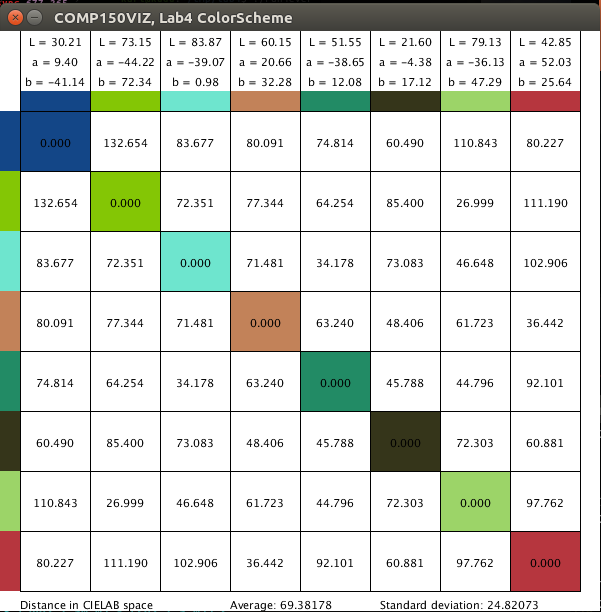 COMP150VIZ, Lab4 ColorScheme
L = 30.21 L = 73.15 L = 83.87 L = 60.15 L = 51.55 L = 21.60 L = 79.13 L = 42.85
a = 9.40 a = −44.22 a = −39.07 a = 20.66 a = −38.65 a = −4.38 a = −36.13 a = 52.03
b = −41.14 b = 72.34 b = 0.98 b = 32.28 b = 12.08 b = 17.12 b = 47.29 b = 25.64
0.000 132.654 83.677 80.091 74.814 60.490 110.843 80.227
132.654 0.000 72.351 77.344 64.254 85.400 26.999 111.190
83.677 72.351 0.000 71.481 34.178 73.083 46.648 102.906
80.091 77.344 71.481 0.000 63.240 48.406 61.723 36.442
74.814 64.254 34.178 63.240 0.000 45.788 44.796 92.101
60.490 85.400 73.083 48.406 45.788 0.000 72.303 60.881
110.843 26.999 46.648 61.723 44.796 72.303 0.000 97.762
80.227 111.190 102.906 36.442 92.101 60.881 97.762 0.000
Distance in CIELAB space Average: 69.38178 Standard deviation: 24.82073